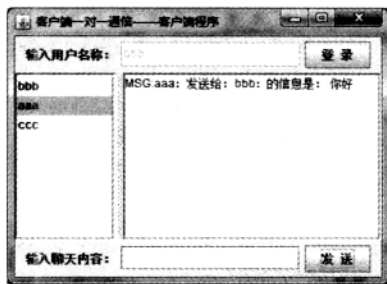 客户端一对一通信——客户端程序
输入用户名称:
登 录
bbb
aaa
ccc
MSG aaa: 发送给: bbb: 的信息是: 你好
输入聊天内容:
发 送